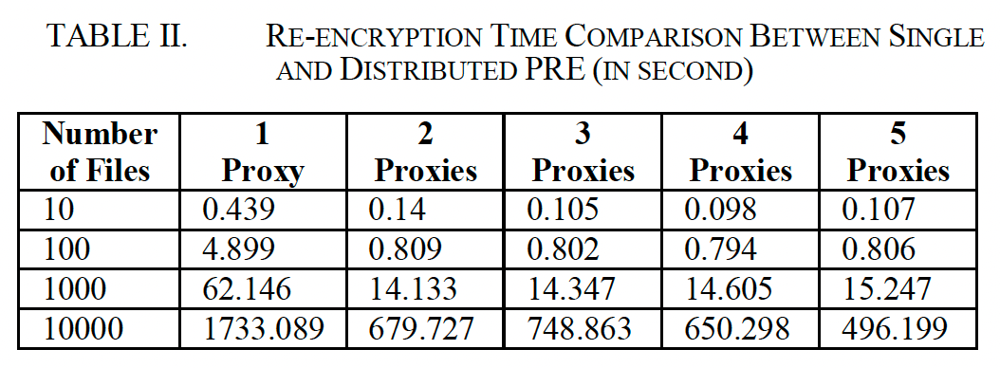 TABLE II. RE-ENCRYPTION TIME COMPARISON BETWEEN SINGLE
AND DISTRIBUTED PRE (IN SECOND)
Number of Files 1 Proxy 2 Proxies 3 Proxies 4 Proxies 5 Proxies
10 0.439 0.14 0.105 0.098 0.107
100 4.899 0.809 0.802 0.794 0.806
1000 62.146 14.133 14.347 14.605 15.247
10000 1733.089 679.727 748.863 650.298 496.199